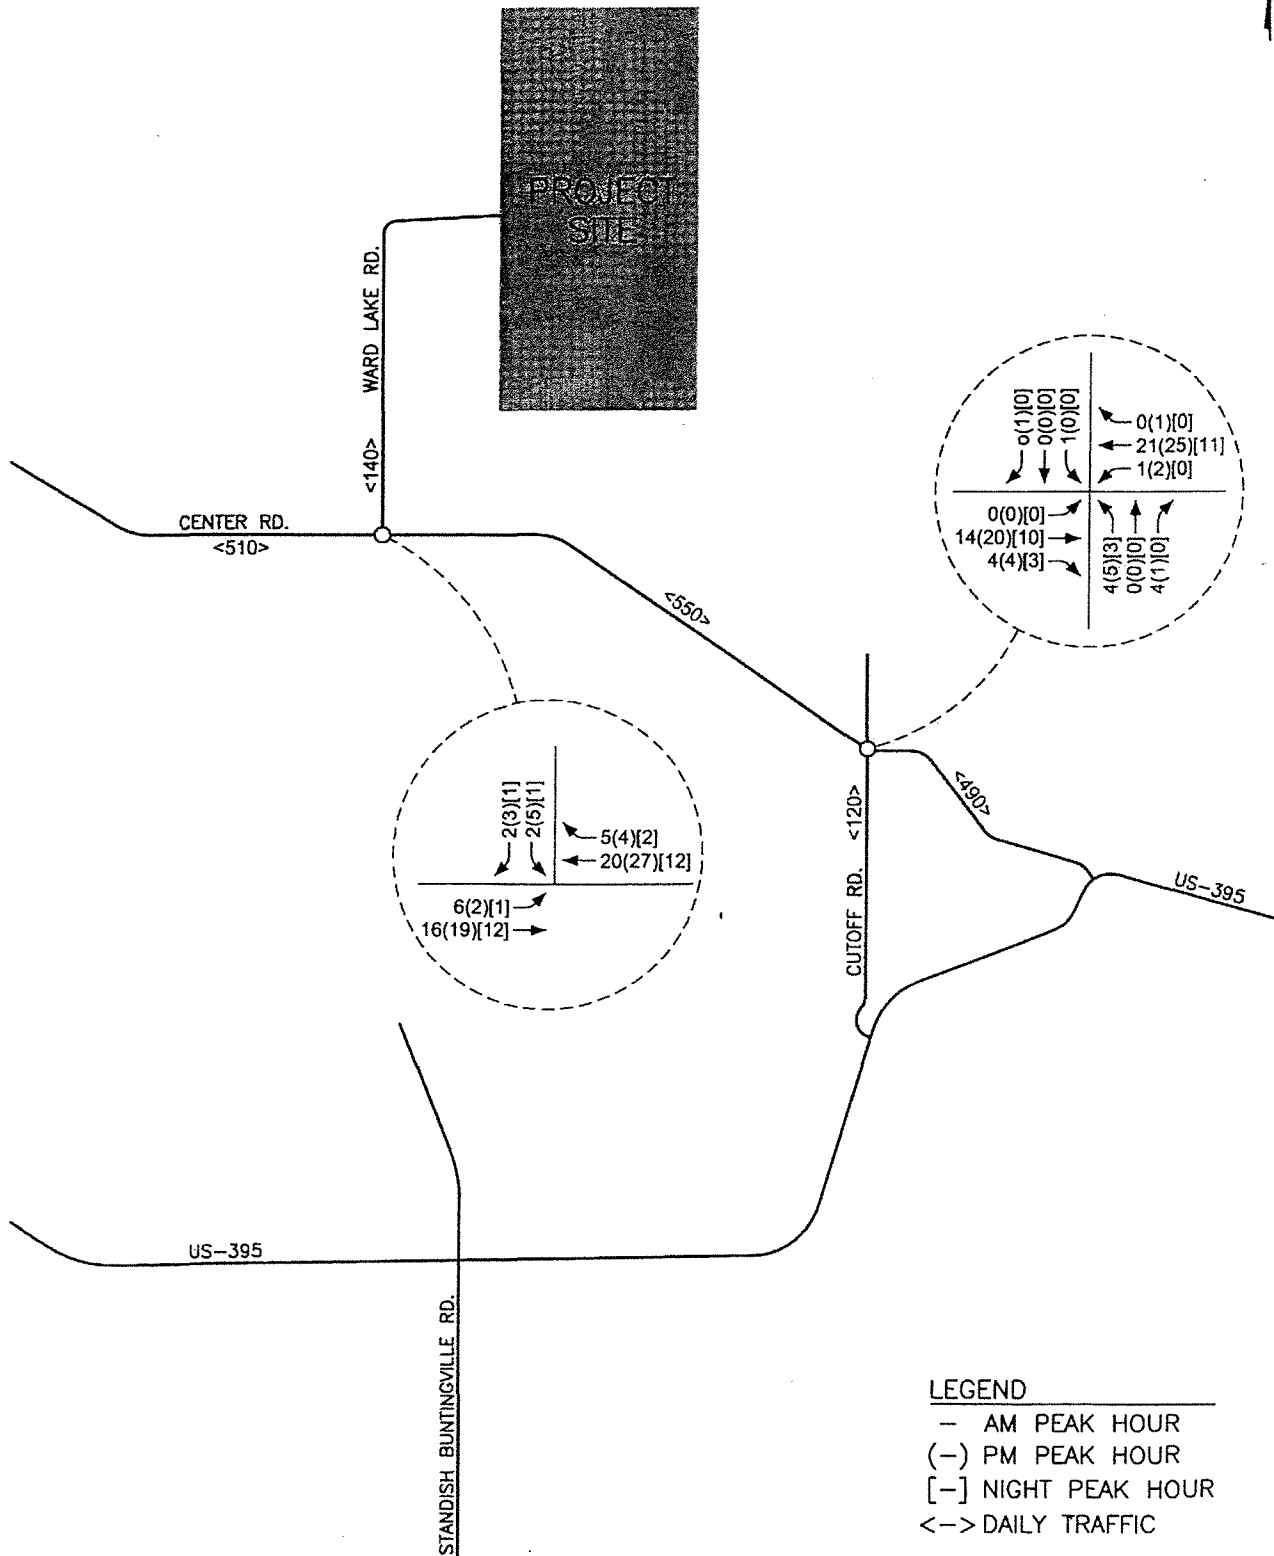 PROJECT
SITE
WARD LAKE RD.
<140>
CENTER RD.
<510>
<550>
o(1)[0]
0(0)[0]
1(0)[0]
0(1)[0]
21(25)[11]
1(2)[0]
0(0)[0]
14(20)[10]
4(4)[3]
4(5)[3]
0(0)[0]
4(1)[0]
2(3)[1]
2(5)[1]
5(4)[2]
20(27)[12]
6(2)[1]
16(19)[12]
<120>
CUTOFF RD.
<490>
US-395
US-395
STANDISH BUNTINGVILLE RD.
LEGEND
- AM PEAK HOUR
(-) PM PEAK HOUR
[-] NIGHT PEAK HOUR
<-> DAILY TRAFFIC